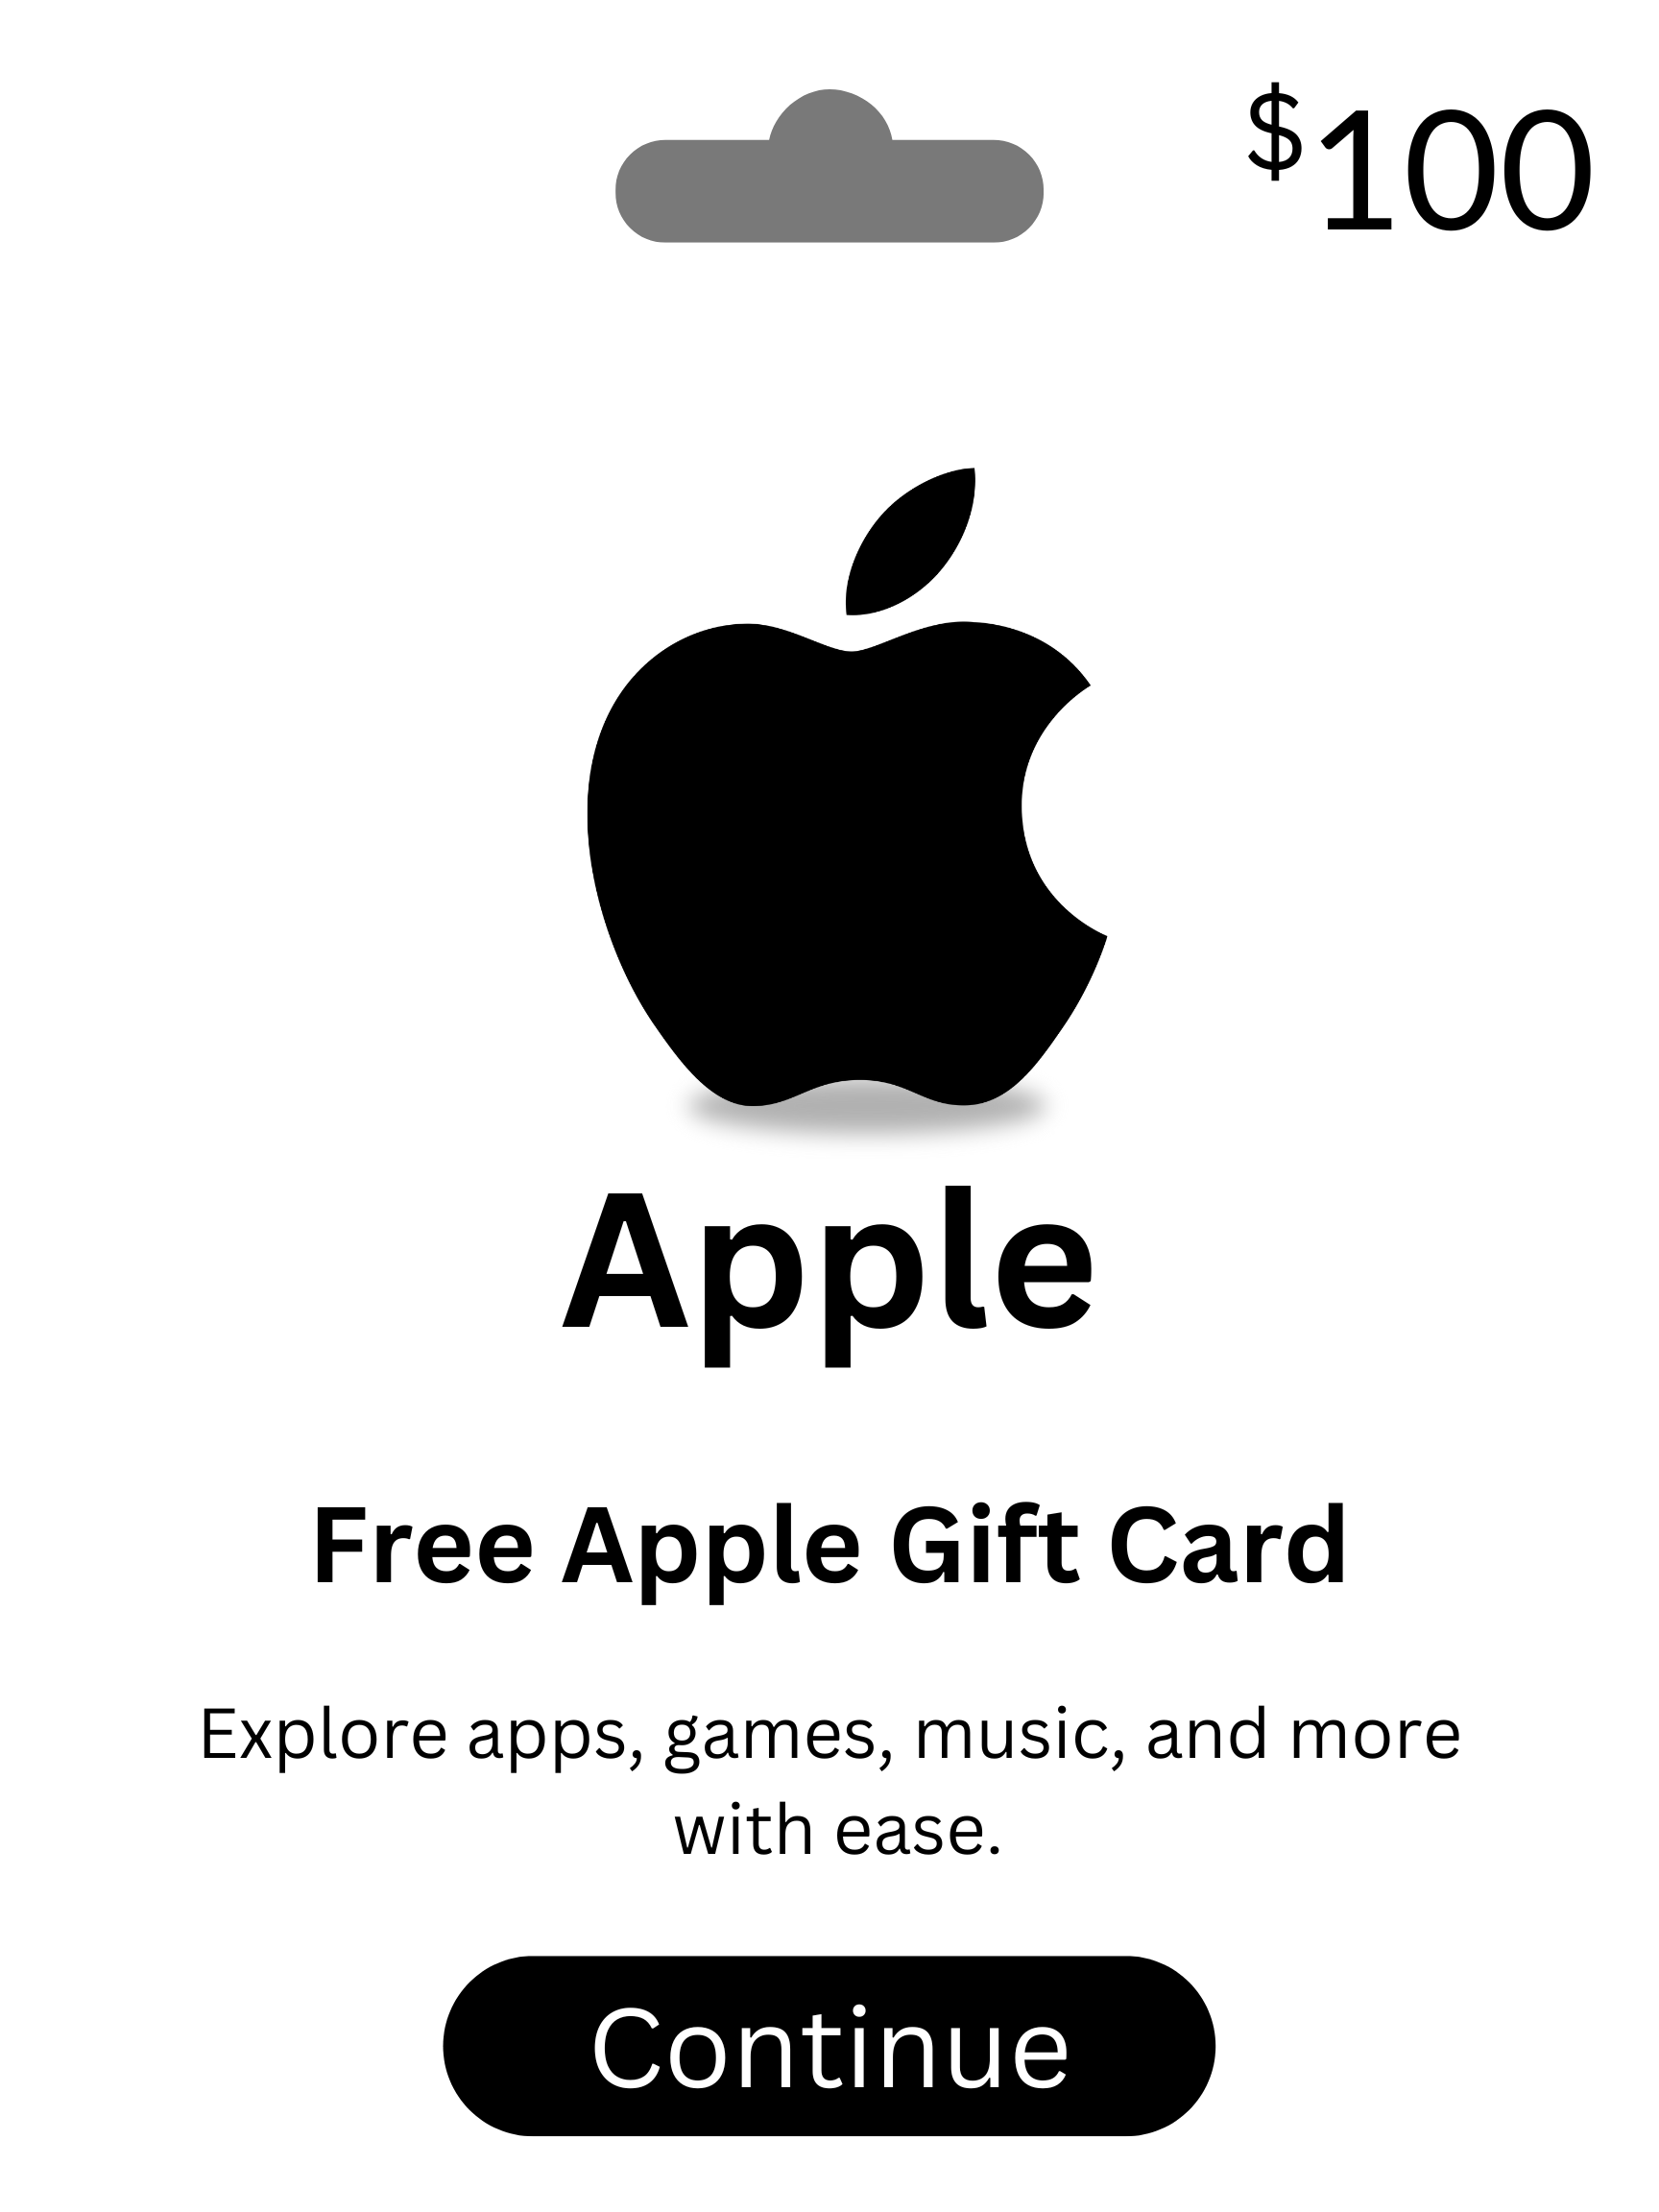 $100
Apple
Free Apple Gift Card
Explore apps, games, music, and more
with ease.
Continue